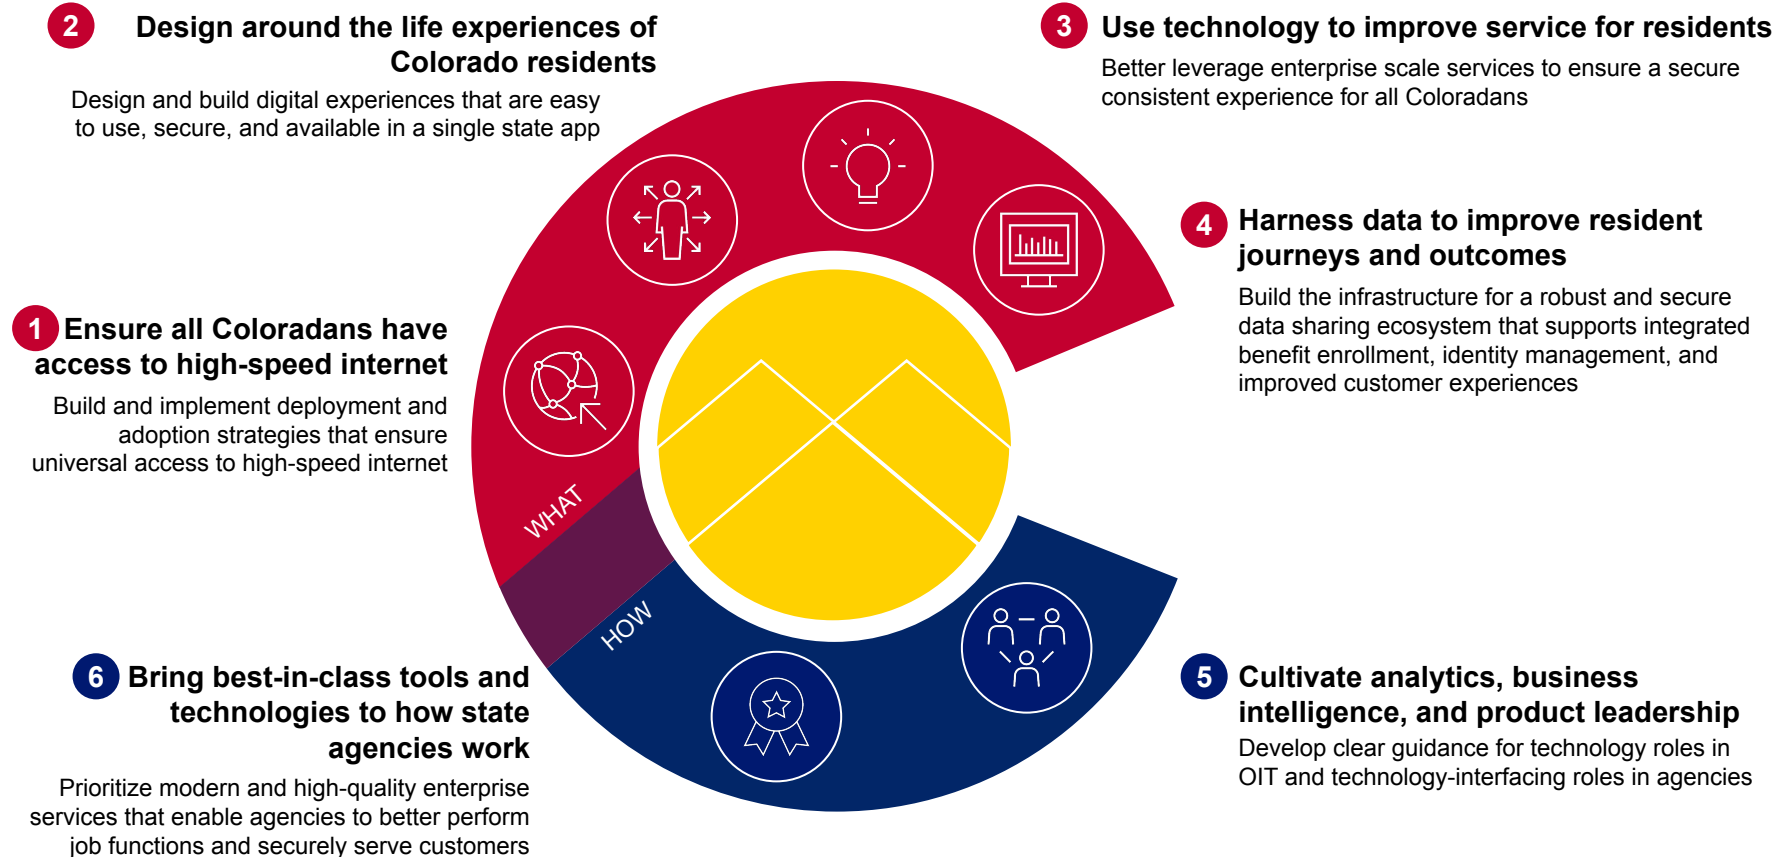 2
Design around the life experiences of
Colorado residents
Design and build digital experiences that are easy
to use, secure, and available in a single state app
3
Use technology to improve service for residents
Better leverage enterprise scale services to ensure a secure
consistent experience for all Coloradans
4
Harness data to improve resident
journeys and outcomes
Build the infrastructure for a robust and secure
data sharing ecosystem that supports integrated
benefit enrollment, identity management, and
improved customer experiences
1
Ensure all Coloradans have
access to high-speed internet
Build and implement deployment and
adoption strategies that ensure
universal access to high-speed internet
WHAT
HOW
6
Bring best-in-class tools and
technologies to how state
agencies work
Prioritize modern and high-quality enterprise
services that enable agencies to better perform
job functions and securely serve customers
5
Cultivate analytics, business
intelligence, and product leadership
Develop clear guidance for technology roles in
OIT and technology-interfacing roles in agencies